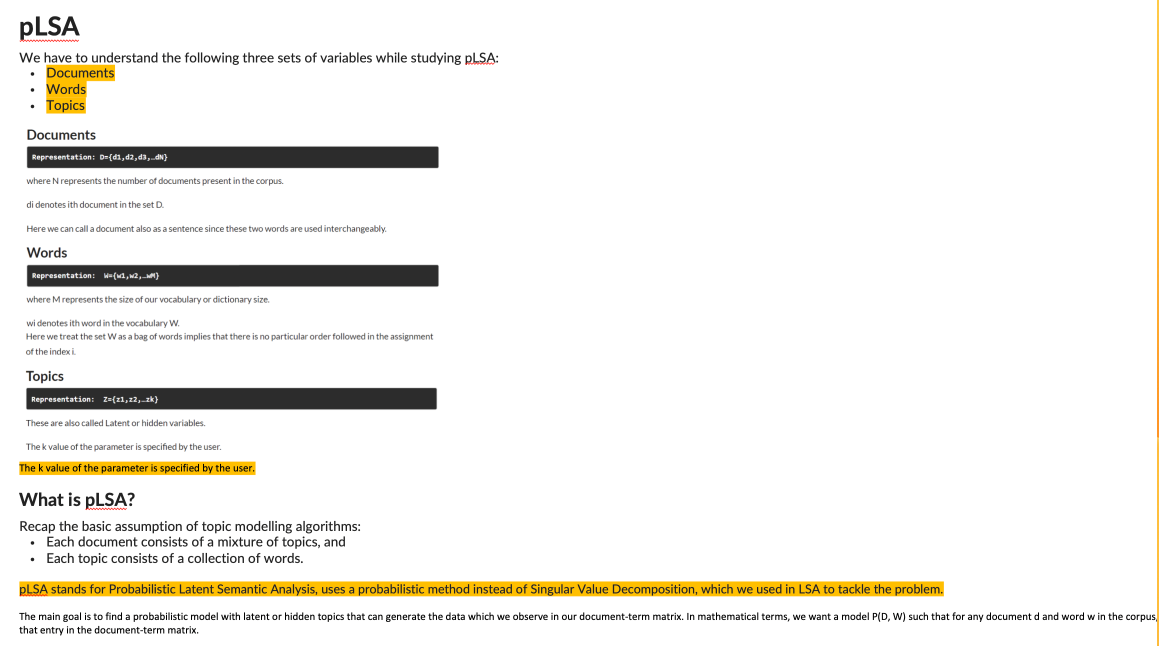 pLSA
We have to understand the following three sets of variables while studying pLSA:
• Documents
• Words
• Topics
Documents
Representation: D={d1,d2,d3,…dN}
where N represents the number of documents present in the corpus.
di denotes ith document in the set D.
Here we can call a document also as a sentence since these two words are used interchangeably.
Words
Representation: W={w1,w2,…wM}
where M represents the size of our vocabulary or dictionary size.
wi denotes ith word in the vocabulary W.
Here we treat the set W as a bag of words implies that there is no particular order followed in the assignment
of the index i.
Topics
Representation: Z={z1,z2,…zk}
These are also called Latent or hidden variables.
The k value of the parameter is specified by the user.
The k value of the parameter is specified by the user.
What is pLSA?
Recap the basic assumption of topic modelling algorithms:
• Each document consists of a mixture of topics, and
• Each topic consists of a collection of words.
pLSA stands for Probabilistic Latent Semantic Analysis, uses a probabilistic method instead of Singular Value Decomposition, which we used in LSA to tackle the problem.
The main goal is to find a probabilistic model with latent or hidden topics that can generate the data which we observe in our document-term matrix. In mathematical terms, we want a model P(D, W) such that for any document d and word w in the corpus,
that entry in the document-term matrix.